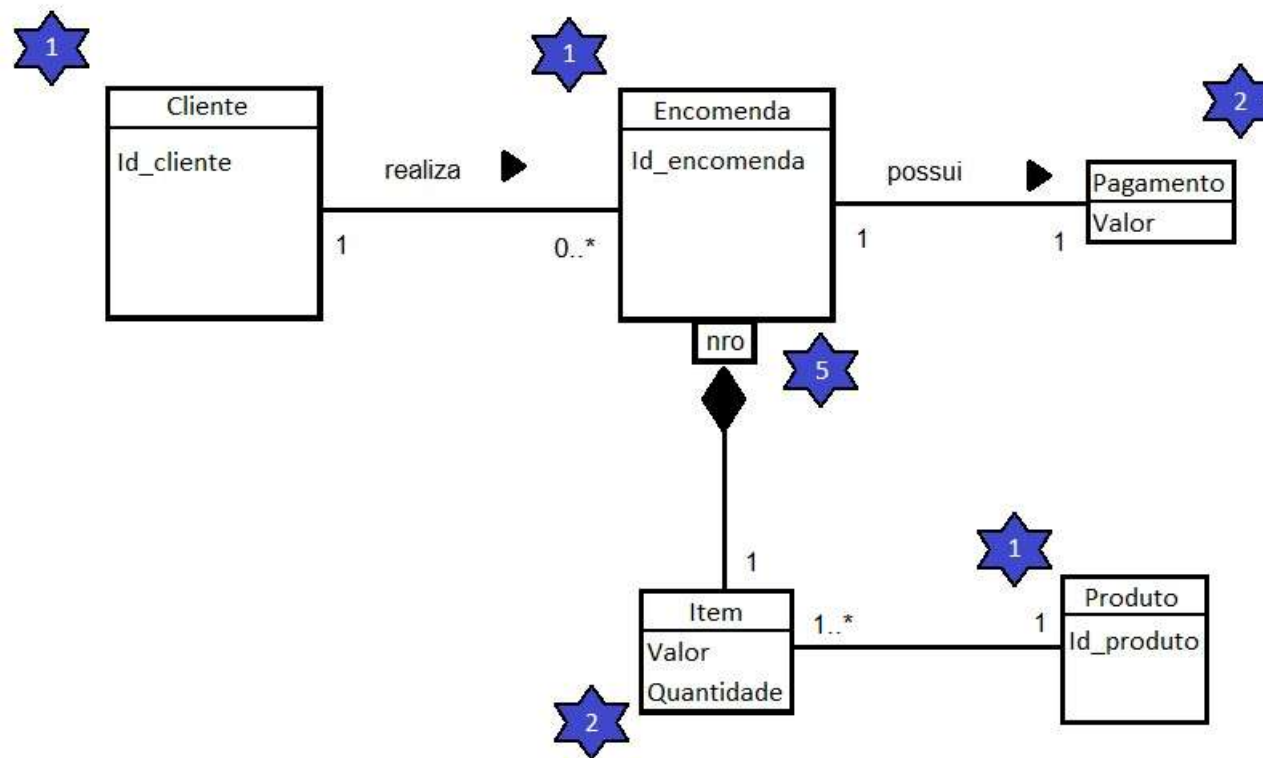 1
1
Cliente
Id_cliente
realiza
1
0..*
Encomenda
Id_encomenda
possui
1
1
2
Pagamento
Valor
nro
5
1
Item
Valor
Quantidade
2
1..*
1
1
Produto
Id_produto